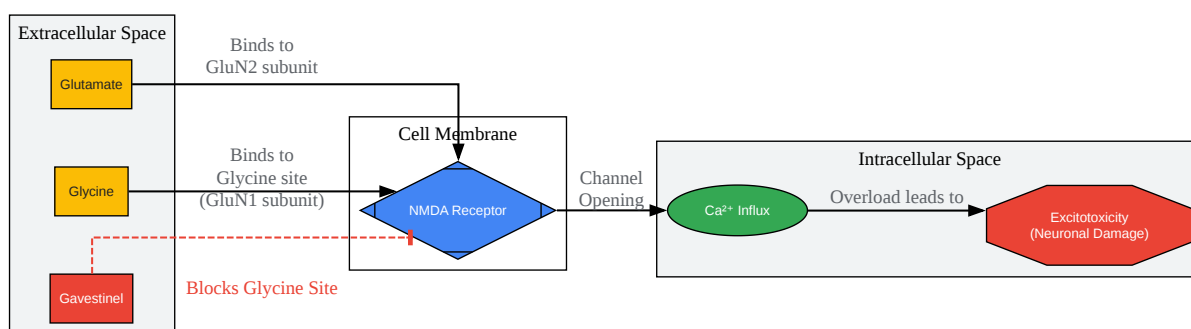 Extracellular Space
Glutamate
Binds to
GluN2 subunit
Cell Membrane
Glycine
Binds to
Glycine site
(GluN1 subunit)
NMDA Receptor
Channel
Opening
Intracellular Space
Ca²⁺ Influx
Overload leads to
Excitotoxicity
(Neuronal Damage)
Gavestinel
Blocks Glycine Site